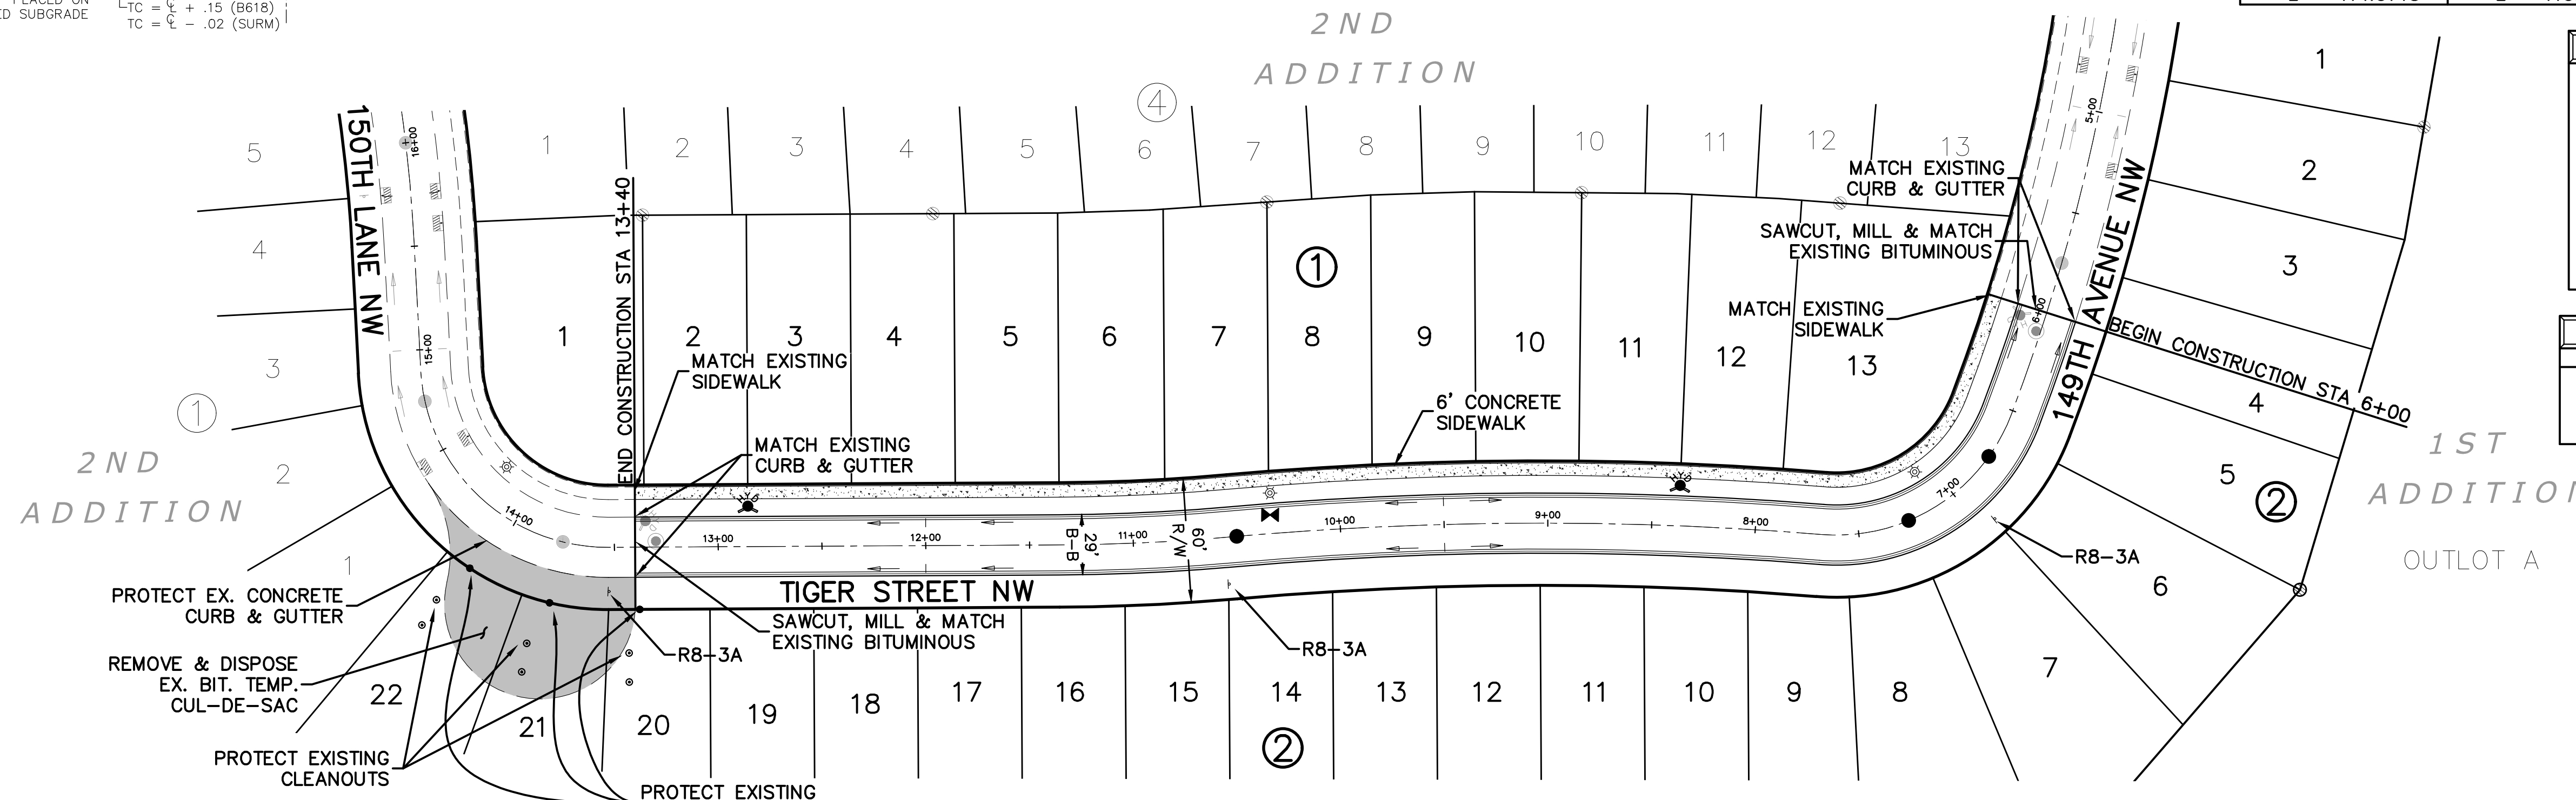 PLACED ON
ED SUBGRADE
TC = ℄ + .15 (B618)
TC = ℄ - .02 (SURM)
2ND
ADDITION
4
1
2
3
4
5
6
7
8
9
10
11
12
13
150TH LANE NW
16+00
15+00
14+00
5
4
3
2
1
1
2ND
ADDITION
END CONSTRUCTION STA 13+40
1
1
2
3
4
5
6
7
8
9
10
11
12
13
MATCH EXISTING
SIDEWALK
MATCH EXISTING
CURB & GUTTER
6' CONCRETE
SIDEWALK
MATCH EXISTING
CURB & GUTTER
SAWCUT, MILL & MATCH
EXISTING BITUMINOUS
MATCH EXISTING
SIDEWALK
5+00
6+00
149TH AVENUE NW
BEGIN CONSTRUCTION STA 6+00
1
2
3
4
5
2
6
7
1ST
ADDITION
OUTLOT A
HYD
HYD
13+00
12+00
11+00
10+00
9+00
8+00
7+00
29'
B-B
60'
R/W
TIGER STREET NW
SAWCUT, MILL & MATCH
EXISTING BITUMINOUS
R8-3A
R8-3A
R8-3A
PROTECT EX. CONCRETE
CURB & GUTTER
REMOVE & DISPOSE
EX. BIT. TEMP.
CUL-DE-SAC
PROTECT EXISTING
CLEANOUTS
22
21
20
19
18
17
16
15
14
13
12
11
10
9
8
2
PROTECT EXISTING